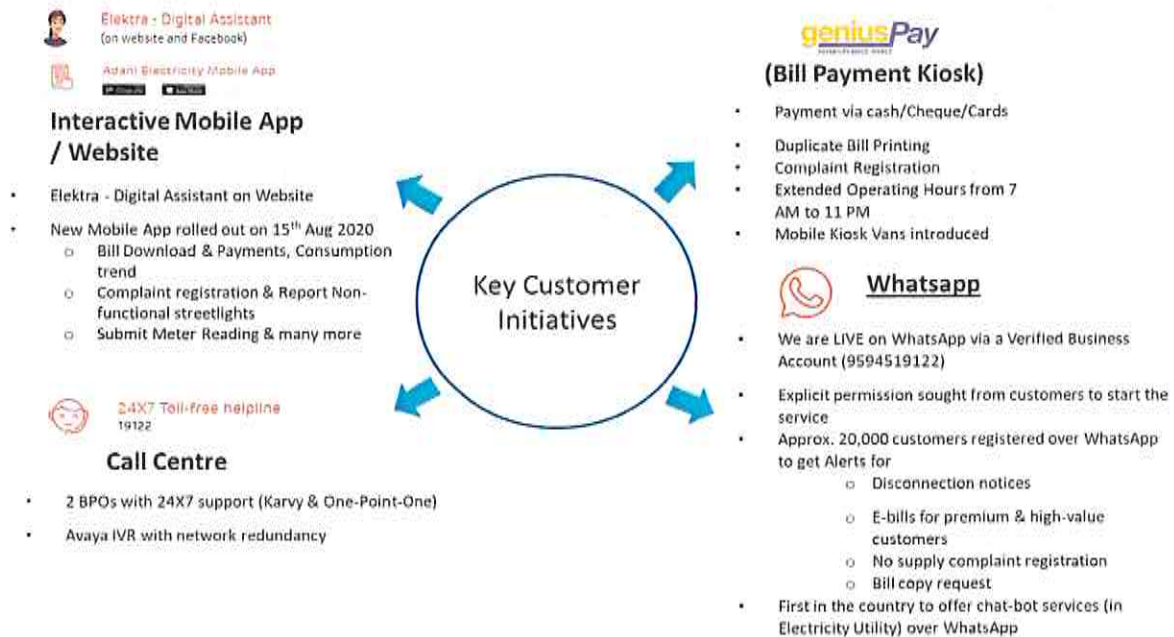 Elektra - Digital Assistant
(on website and Facebook)
Adani Electricity Mobile App
Interactive Mobile App
/ Website
• Elektra - Digital Assistant on Website
• New Mobile App rolled out on 15th Aug 2020
o Bill Download & Payments, Consumption
trend
o Complaint registration & Report Non-
functional streetlights
o Submit Meter Reading & many more
24X7 Toll-free helpline
19122
Call Centre
• 2 BPOs with 24X7 support (Karvy & One-Point-One)
• Avaya IVR with network redundancy
Key Customer
Initiatives
geniusPay
(Bill Payment Kiosk)
• Payment via cash/Cheque/Cards
• Duplicate Bill Printing
• Complaint Registration
• Extended Operating Hours from 7
AM to 11 PM
• Mobile Kiosk Vans introduced
Whatsapp
• We are LIVE on WhatsApp via a Verified Business
Account (9594519122)
• Explicit permission sought from customers to start the
service
• Approx. 20,000 customers registered over WhatsApp
to get Alerts for
o Disconnection notices
o E-bills for premium & high-value
customers
o No supply complaint registration
o Bill copy request
• First in the country to offer chat-bot services (in
Electricity Utility) over WhatsApp